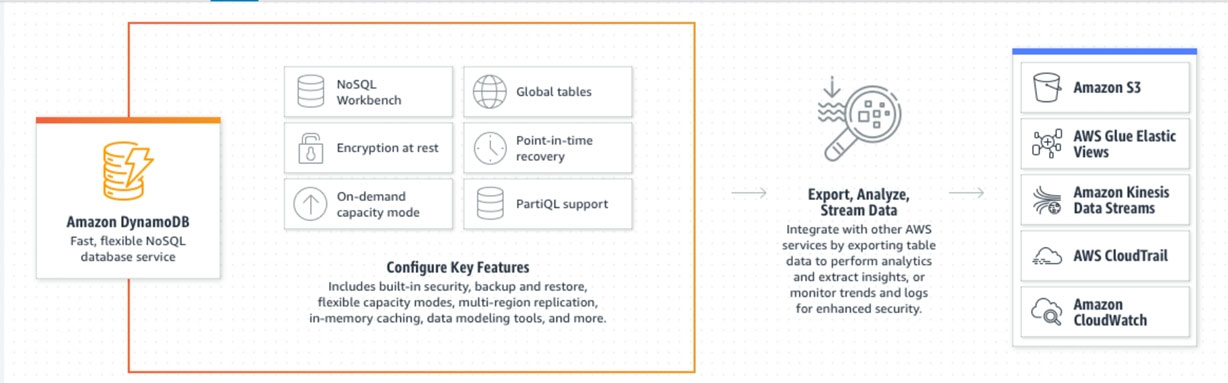 Amazon DynamoDB
Fast, flexible NoSQL
database service
NoSQL
Workbench
Global tables
Encryption at rest
Point-in-time
recovery
On-demand
capacity mode
PartiQL support
Configure Key Features
Includes built-in security, backup and restore,
flexible capacity modes, multi-region replication,
in-memory caching, data modeling tools, and more.
Export, Analyze,
Stream Data
Integrate with other AWS
services by exporting table
data to perform analytics
and extract insights, or
monitor trends and logs
for enhanced security.
Amazon S3
AWS Glue Elastic
Views
Amazon Kinesis
Data Streams
AWS CloudTrail
Amazon
CloudWatch